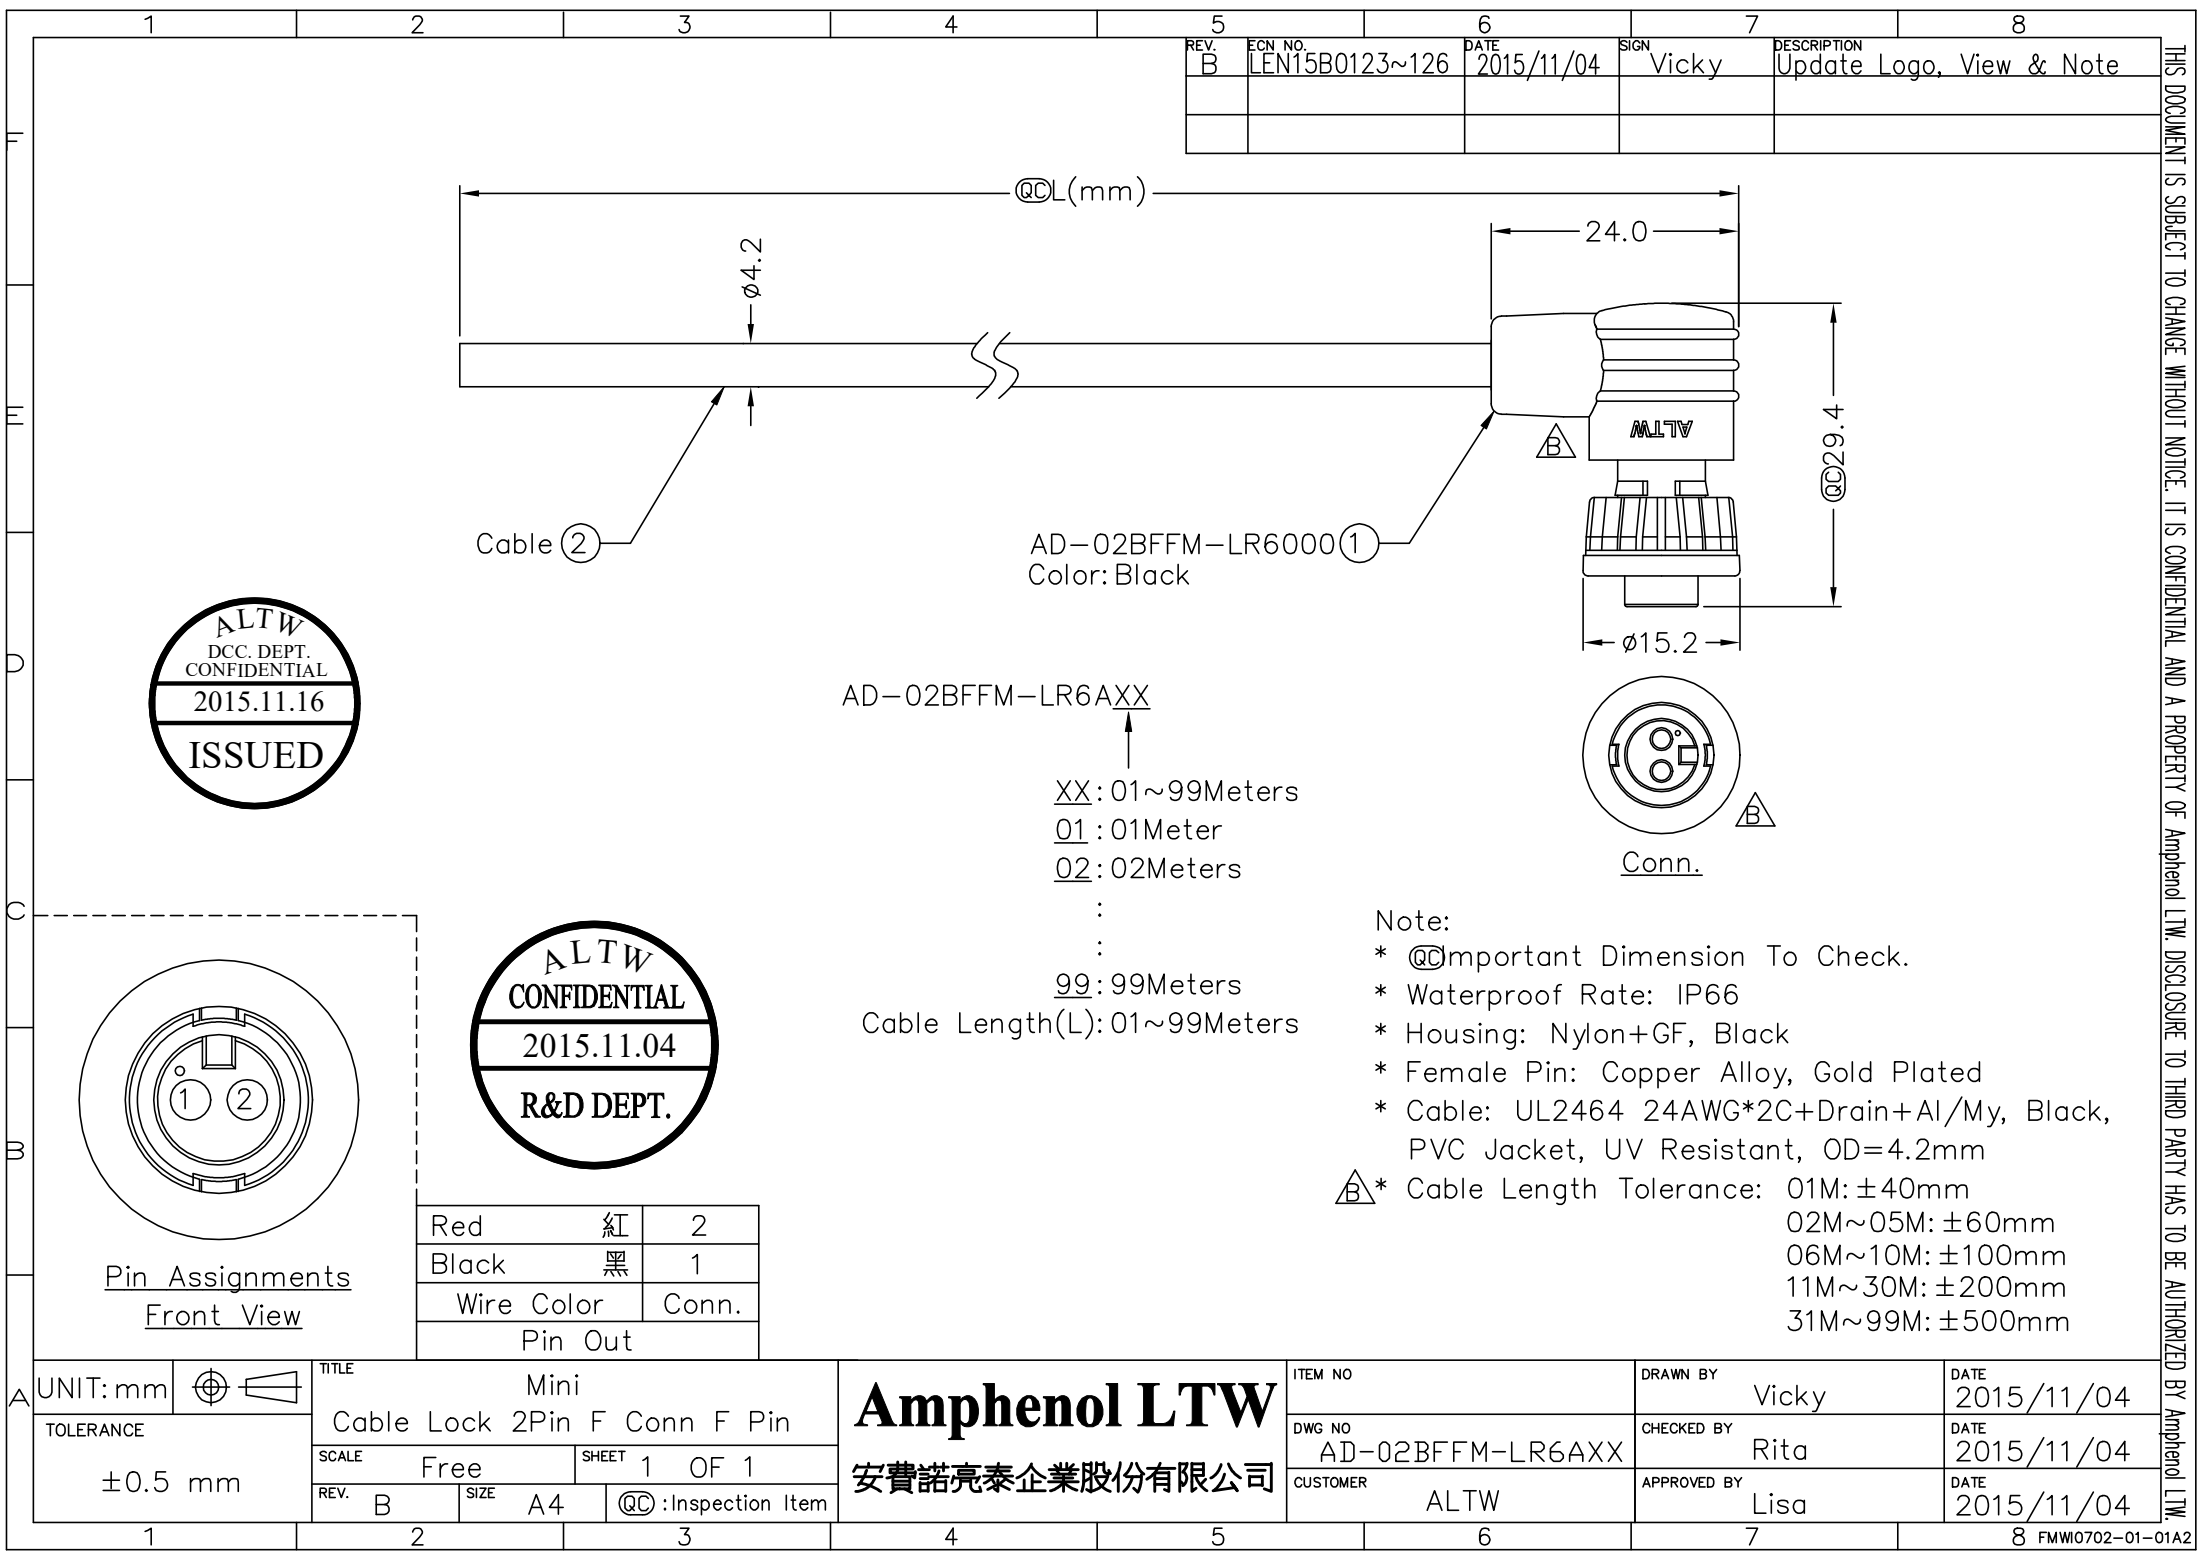 1 2 3 4 5 6 7 8
REV. ECN NO. DATE SIGN DESCRIPTION
B LEN15B0123~126 2015/11/04 Vicky Update Logo, View & Note
F
E
D
C
B
A
QC L(mm)
24.0
ø4.2
QC 29.4
ALTW
B
Cable 2
AD-02BFFM-LR6000 1
Color: Black
ø15.2
ALTW
DCC. DEPT.
CONFIDENTIAL
2015.11.16
ISSUED
AD-02BFFM-LR6AXX
XX: 01~99Meters
01: 01Meter
02: 02Meters
:
:
99: 99Meters
Cable Length(L): 01~99Meters
B
Conn.
ALTW
CONFIDENTIAL
2015.11.04
R&D DEPT.
1 2
Pin Assignments
Front View
Note:
* QC Important Dimension To Check.
* Waterproof Rate: IP66
* Housing: Nylon+GF, Black
* Female Pin: Copper Alloy, Gold Plated
* Cable: UL2464 24AWG*2C+Drain+Al/My, Black,
PVC Jacket, UV Resistant, OD=4.2mm
B * Cable Length Tolerance: 01M: ±40mm
02M~05M: ±60mm
06M~10M: ±100mm
11M~30M: ±200mm
31M~99M: ±500mm
Red 紅 2
Black 黑 1
Wire Color Conn.
Pin Out
UNIT: mm
TOLERANCE
±0.5 mm
TITLE
Mini
Cable Lock 2Pin F Conn F Pin
SCALE Free SHEET 1 OF 1
REV. B SIZE A4 QC : Inspection Item
Amphenol LTW
安費諾亮泰企業股份有限公司
ITEM NO
DWG NO AD-02BFFM-LR6AXX
CUSTOMER ALTW
DRAWN BY Vicky DATE 2015/11/04
CHECKED BY Rita DATE 2015/11/04
APPROVED BY Lisa DATE 2015/11/04
1 2 3 4 5 6 7 8
FMWI0702-01-01A2
THIS DOCUMENT IS SUBJECT TO CHANGE WITHOUT NOTICE. IT IS CONFIDENTIAL AND A PROPERTY OF Amphenol LTW. DISCLOSURE TO THIRD PARTY HAS TO BE AUTHORIZED BY Amphenol LTW.